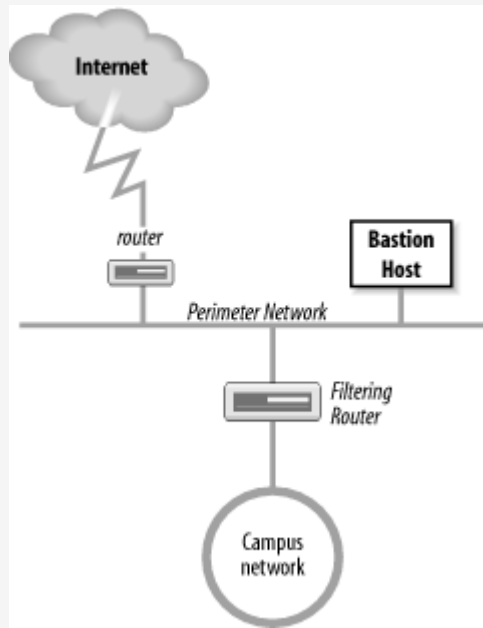 Internet
router
Bastion
Host
Perimeter Network
Filtering
Router
Campus
network